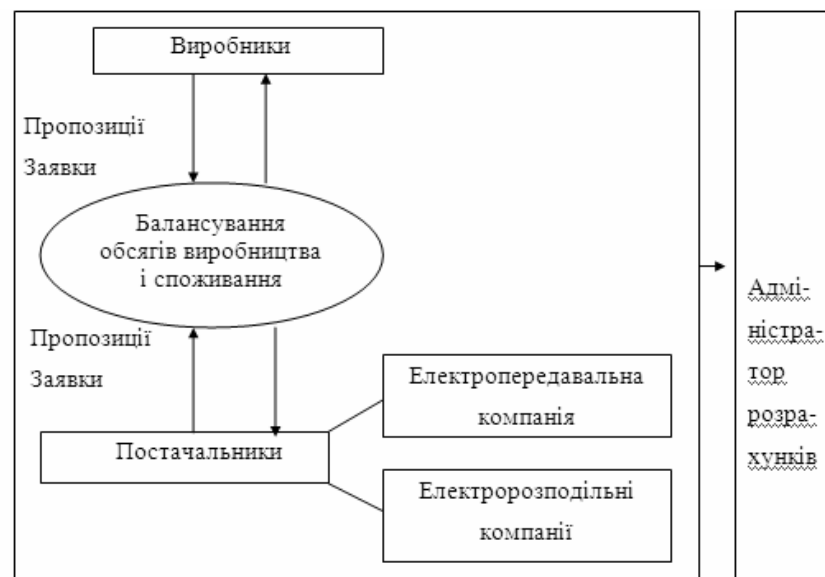 Виробники
Пропозиції
Заявки
Балансування
обсягів виробництва
і споживання
Пропозиції
Заявки
Електропередавальна
компанія
Постачальники
Електророзподільні
компанії
Адмі-
ністра-
тор
розра-
хунків